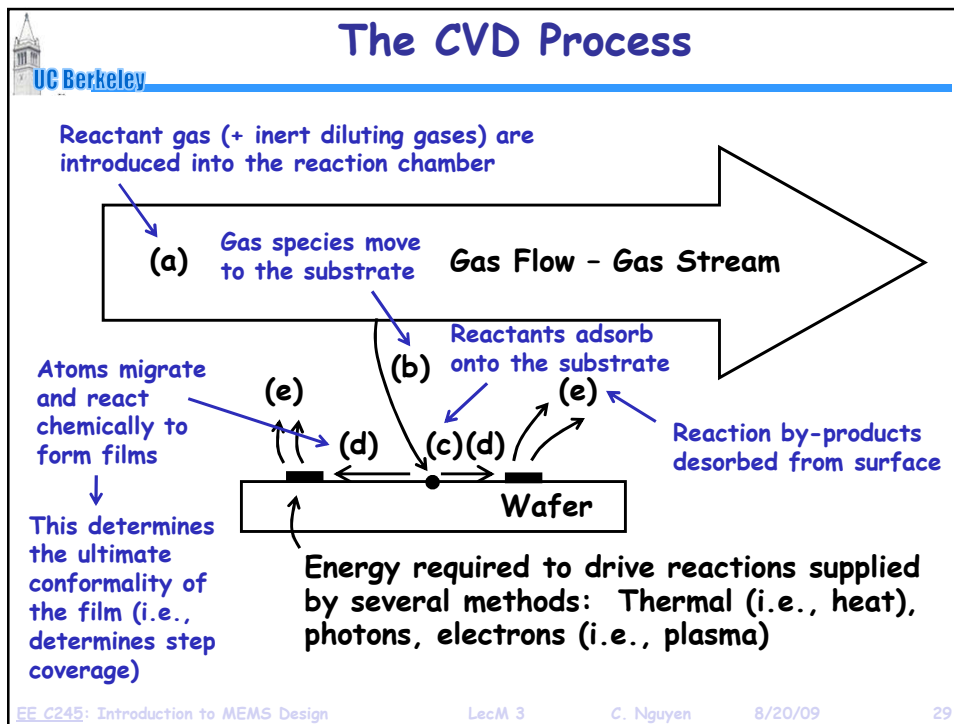 The CVD Process
UC Berkeley
Reactant gas (+ inert diluting gases) are
introduced into the reaction chamber
(a)
Gas species move
to the substrate
Gas Flow – Gas Stream
Reactants adsorb
onto the substrate
(b)
Atoms migrate
and react
chemically to
form films
(e)
(e)
(d)
(c)(d)
Reaction by-products
desorbed from surface
Wafer
This determines
the ultimate
conformality of
the film (i.e.,
determines step
coverage)
Energy required to drive reactions supplied
by several methods: Thermal (i.e., heat),
photons, electrons (i.e., plasma)
EE C245: Introduction to MEMS Design LecM 3 C. Nguyen 8/20/09 29